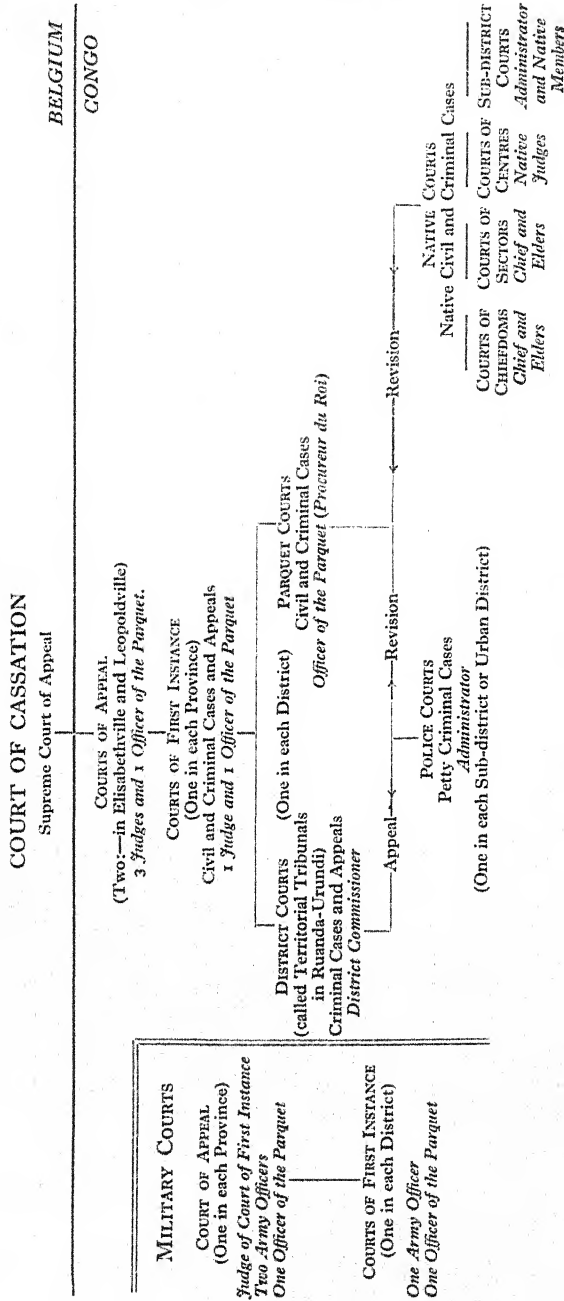 COURT OF CASSATION
Supreme Court of Appeal
BELGIUM
CONGO
COURTS OF APPEAL
(Two:—in Elisabethville and Leopoldville)
3 Judges and 1 Officer of the Parquet.
COURTS OF FIRST INSTANCE
(One in each Province)
Civil and Criminal Cases and Appeals
1 Judge and 1 Officer of the Parquet
DISTRICT COURTS
(called Territorial Tribunals
in Ruanda-Urundi)
Criminal Cases and Appeals
District Commissioner
(One in each District)
PARQUET COURTS
Civil and Criminal Cases
Officer of the Parquet (Procureur du Roi)
Appeal
Revision
Revision
POLICE COURTS
Petty Criminal Cases
Administrator
(One in each Sub-district or Urban District)
NATIVE COURTS
Native Civil and Criminal Cases
COURTS OF
CHIEFDOMS
Chief and
Elders
COURTS OF
SECTORS
Chief and
Elders
COURTS OF
CENTRES
Native
Judges
SUB-DISTRICT
COURTS
Administrator
and Native
Members
MILITARY COURTS
COURT OF APPEAL
(One in each Province)
Judge of Court of First Instance
Two Army Officers
One Officer of the Parquet
COURTS OF FIRST INSTANCE
(One in each District)
One Army Officer
One Officer of the Parquet